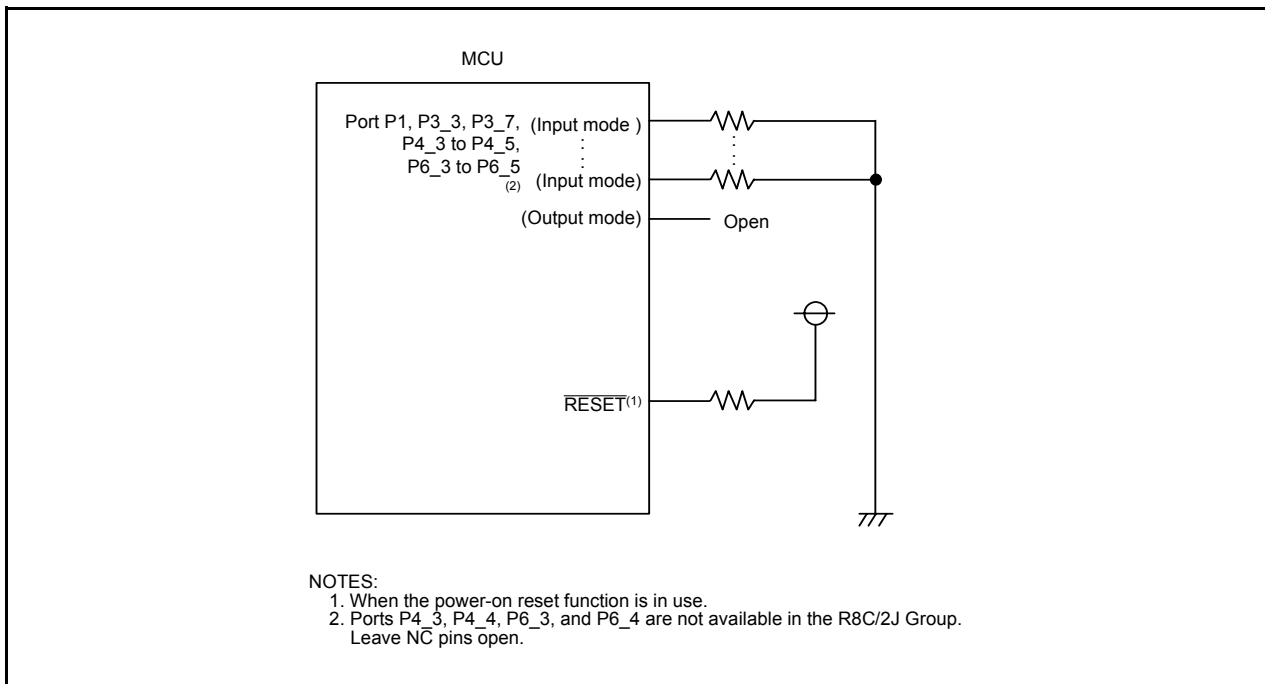 MCU
Port P1, P3_3, P3_7, (Input mode )
P4_3 to P4_5,
P6_3 to P6_5
(2) (Input mode)
(Output mode) Open
RESET(1)
NOTES:
1. When the power-on reset function is in use.
2. Ports P4_3, P4_4, P6_3, and P6_4 are not available in the R8C/2J Group.
Leave NC pins open.